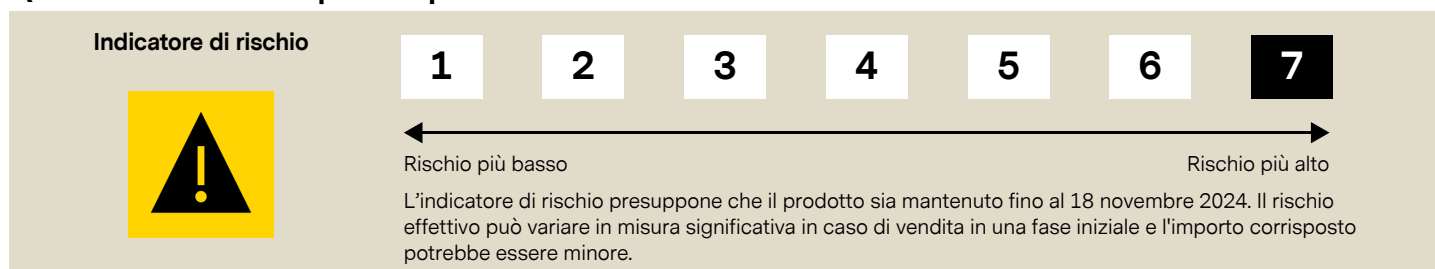 Indicatore di rischio
1 2 3 4 5 6 7
Rischio più basso Rischio più alto
L'indicatore di rischio presuppone che il prodotto sia mantenuto fino al 18 novembre 2024. Il rischio
effettivo può variare in misura significativa in caso di vendita in una fase iniziale e l'importo corrisposto
potrebbe essere minore.